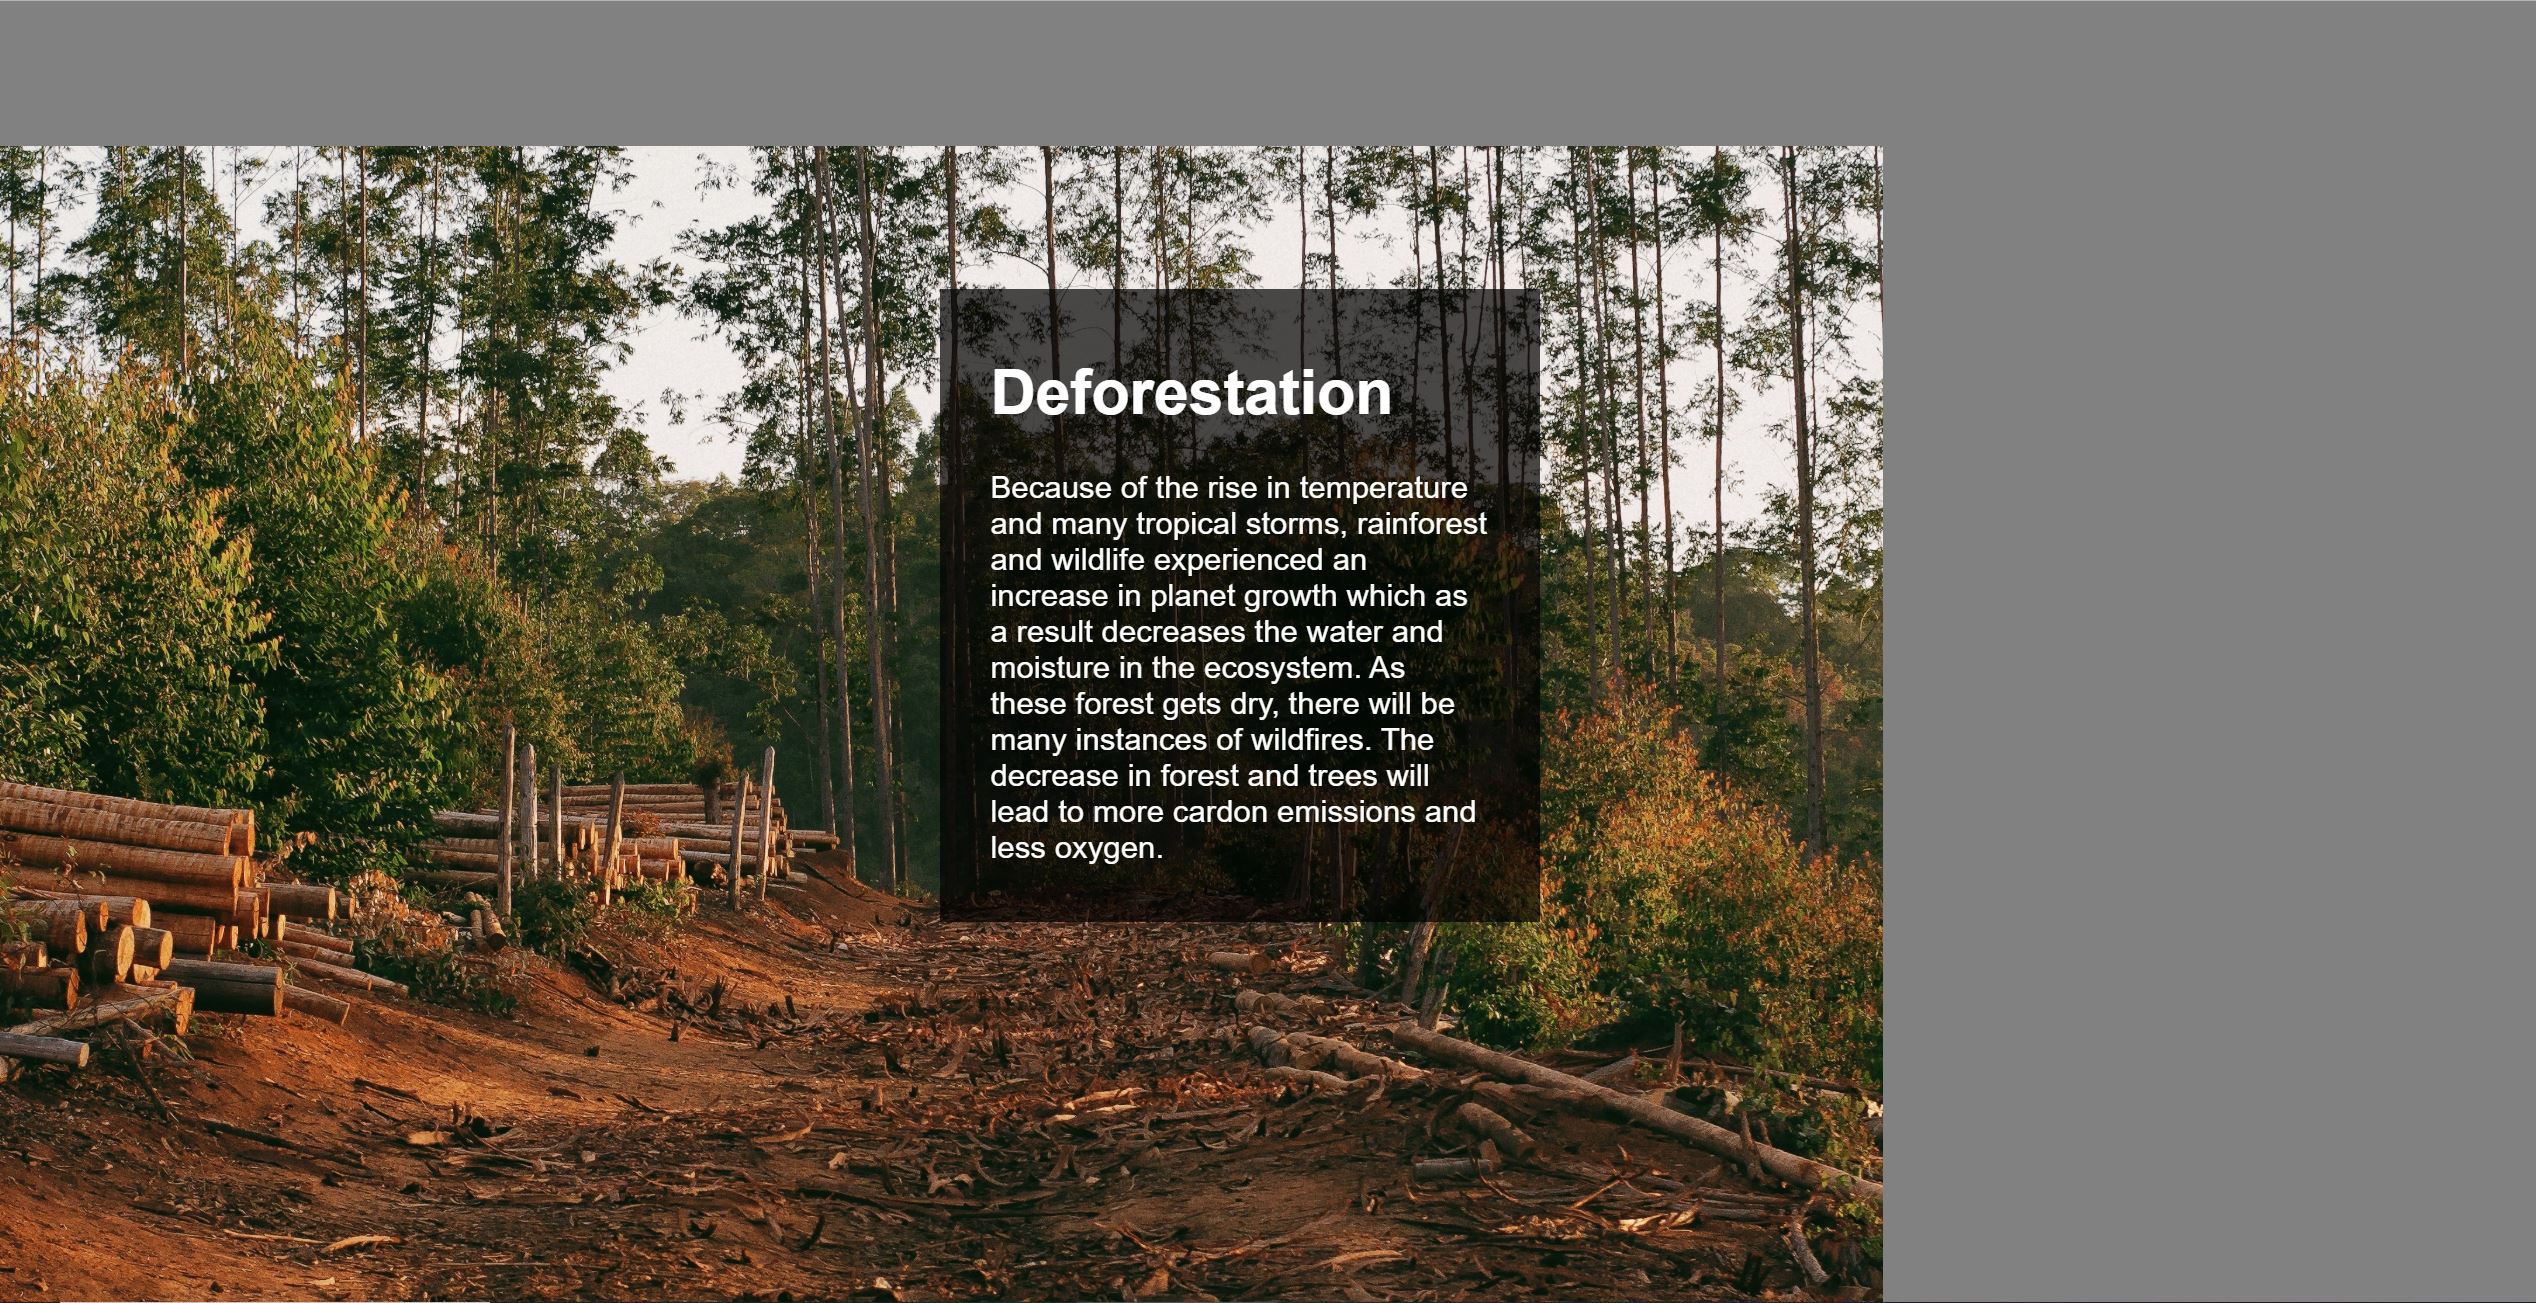 Deforestation
Because of the rise in temperature
and many tropical storms, rainforest
and wildlife experienced an
increase in planet growth which as
a result decreases the water and
moisture in the ecosystem. As
these forest gets dry, there will be
many instances of wildfires. The
decrease in forest and trees will
lead to more cardon emissions and
less oxygen.